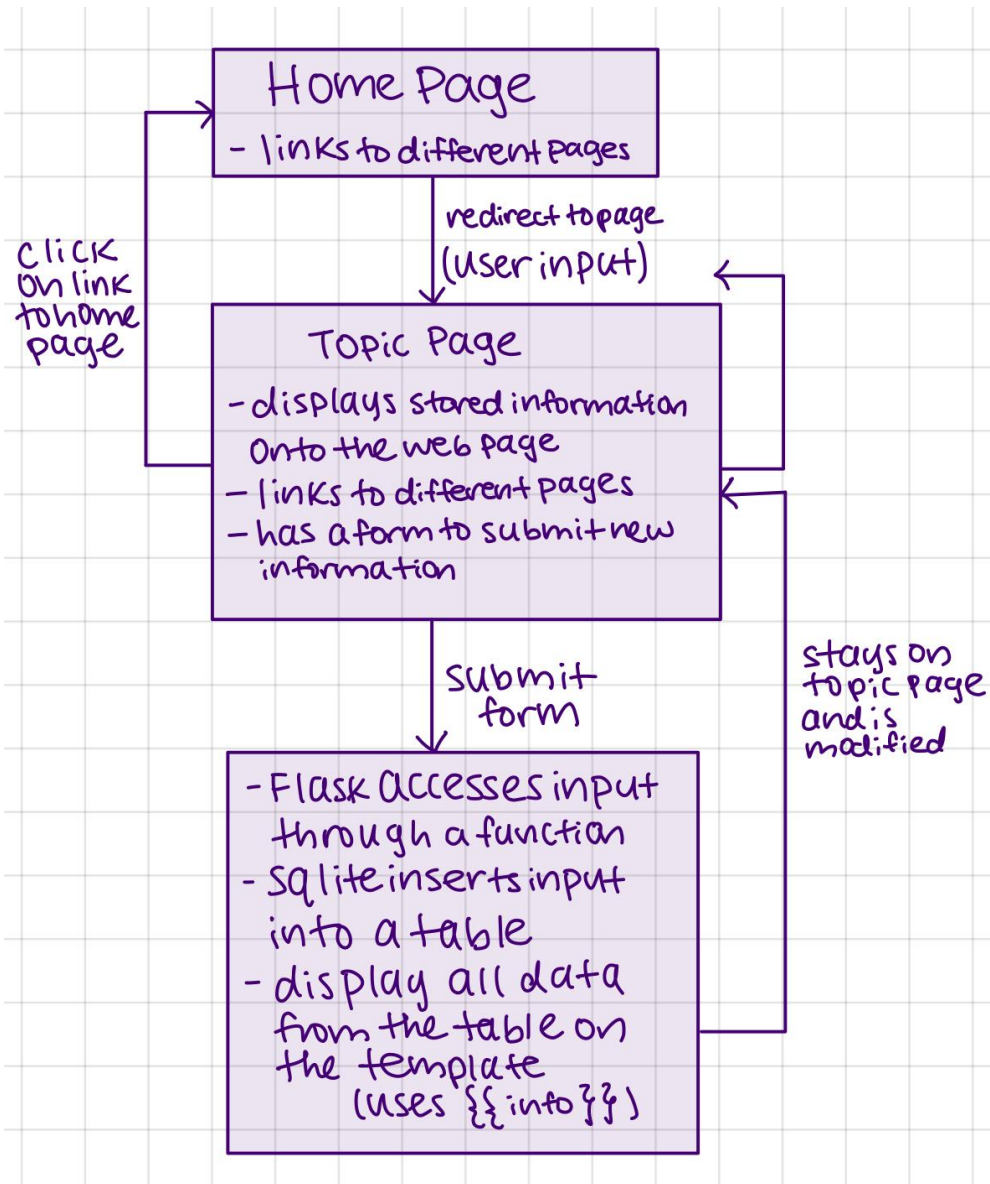 Home Page
- links to different pages
redirect to page
(user input)
click
on link
to home
page
Topic Page
- displays stored information
onto the web page
- links to different pages
- has a form to submit new
information
submit
form
stays on
topic page
and is
modified
- Flask accesses input
through a function
- sqlite inserts input
into a table
- display all data
from the table on
the template
(uses {{info}})